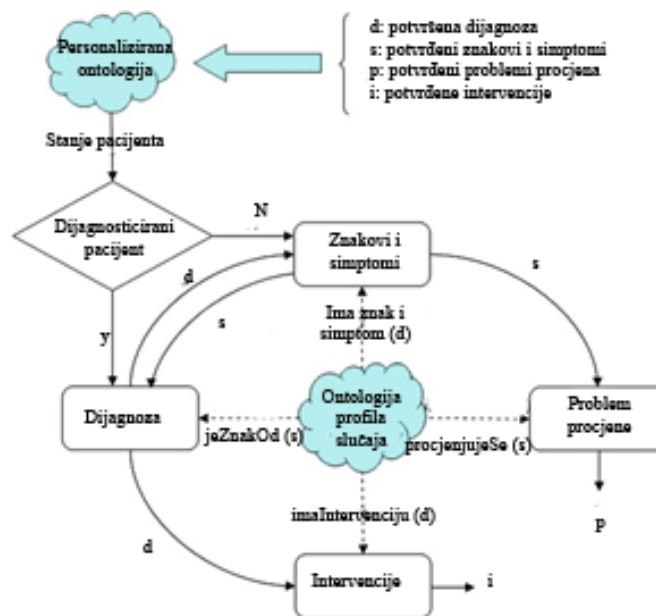 Personalizirana
ontologija
d: potvršena dijagnoza
s: potvrđeni znakovi i simptomi
p: potvrđeni problemi procjena
i: potvrđene intervencije
Stanje pacijenta
Dijagnosticirani
pacijent
N
Znakovi i
simptomi
d
s
s
y
Ima znak i
simptom (d)
Dijagnoza
Ontologija
profila
slučaja
Problem
procjene
jeZnakOd (s)
procjenjujeSe (s)
imaIntervenciju (d)
d
p
Intervencije
i